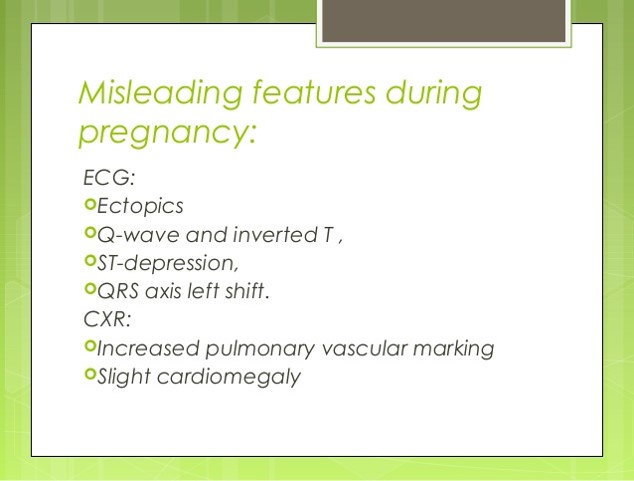 Misleading features during
pregnancy:
ECG:
Ectopics
Q-wave and inverted T ,
ST-depression,
QRS axis left shift.
CXR:
Increased pulmonary vascular marking
Slight cardiomegaly